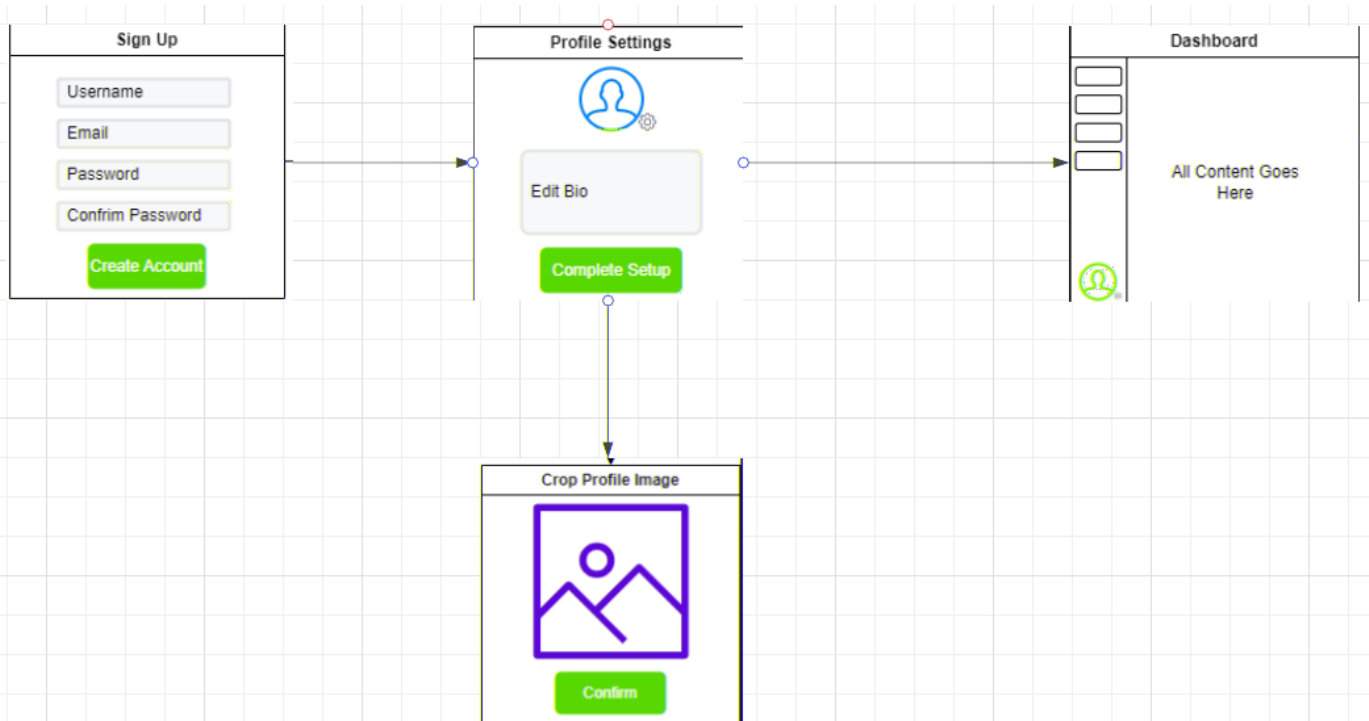 Sign Up
Username
Email
Password
Confrim Password
Create Account
Profile Settings
Edit Bio
Complete Setup
Dashboard
All Content Goes
Here
Crop Profile Image
Confirm